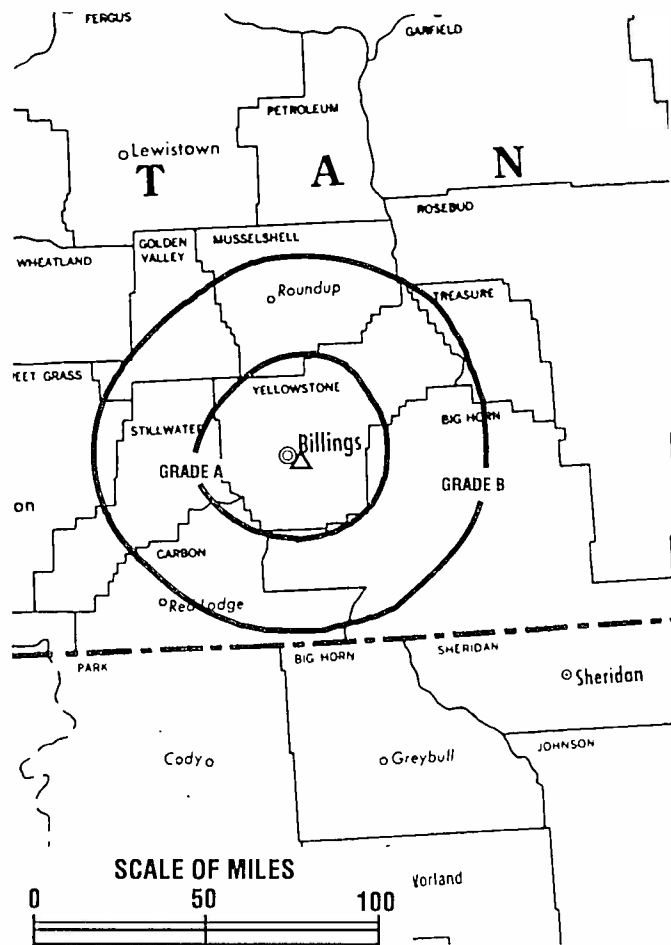 FERGUS
GARFIELD
PETROLEUM
Lewistown
T A N
ROSEBUD
GOLDEN
VALLEY
MUSSELSHELL
WHEATLAND
Roundup
TREASURE
EET GRASS
YELLOWSTONE
STILLWATER
BIG HORN
Billings
GRADE A
GRADE B
on
CARBON
Red Lodge
PARK
BIG HORN
SHERIDAN
Sheridan
Cody
Greybull
JOHNSON
SCALE OF MILES
0 50 100
Worland